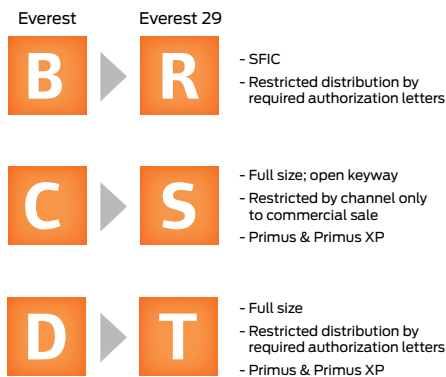 Everest Everest 29
B R
- SFIC
- Restricted distribution by
required authorization letters
C S
- Full size; open keyway
- Restricted by channel only
to commercial sale
- Primus & Primus XP
D T
- Full size
- Restricted distribution by
required authorization letters
- Primus & Primus XP